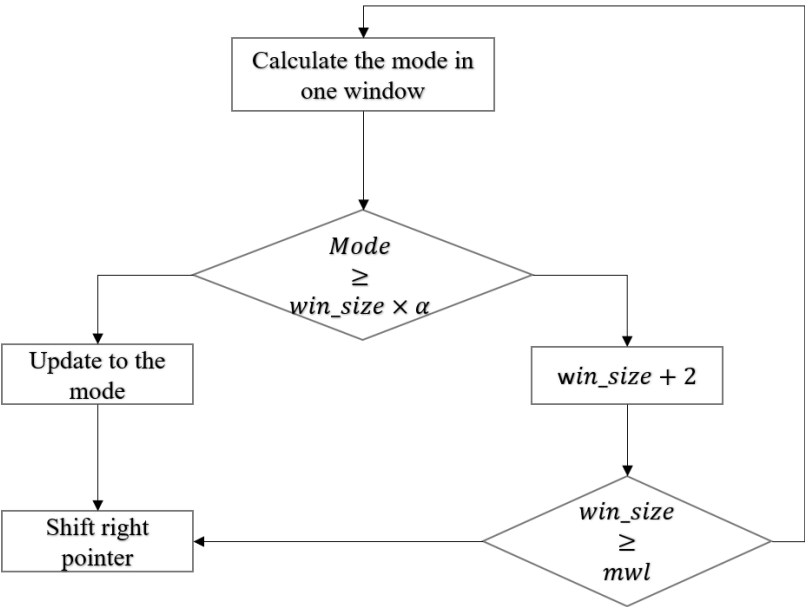 Calculate the mode in
one window
Mode
≥
win_size × α
Update to the
mode
win_size + 2
Shift right
pointer
win_size
≥
mwl